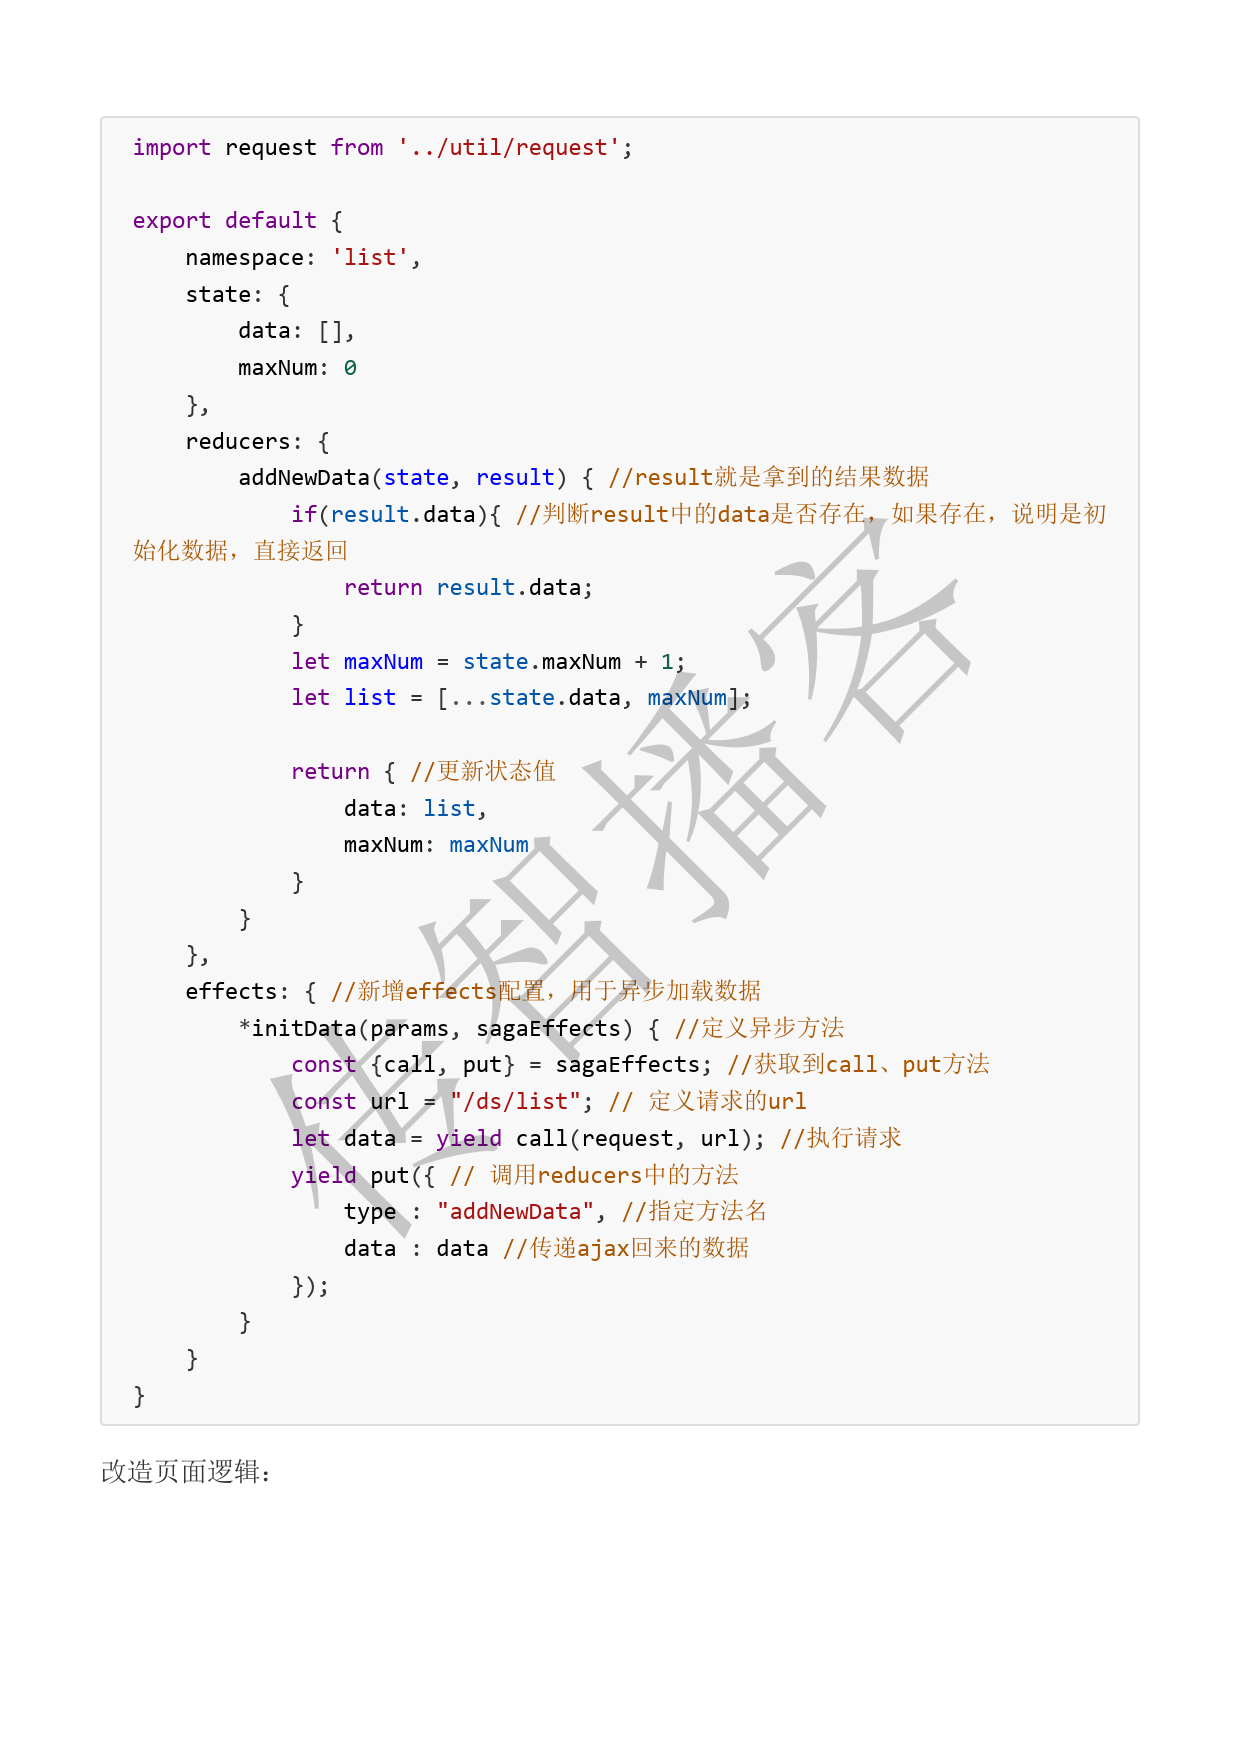 import request from '../util/request';
export default {
    namespace: 'list',
    state: {
        data: [],
        maxNum: 0
    },
    reducers: {
        addNewData(state, result) { //result就是拿到的结果数据
            if(result.data){ //判断result中的data是否存在，如果存在，说明是初
始化数据，直接返回
                return result.data;
            }
            let maxNum = state.maxNum + 1;
            let list = [...state.data, maxNum];
            return { //更新状态值
                data: list,
                maxNum: maxNum
            }
        }
    },
    effects: { //新增effects配置，用于异步加载数据
        *initData(params, sagaEffects) { //定义异步方法
            const {call, put} = sagaEffects; //获取到call、put方法
            const url = "/ds/list"; // 定义请求的url
            let data = yield call(request, url); //执行请求
            yield put({ // 调用reducers中的方法
                type : "addNewData", //指定方法名
                data : data //传递ajax回来的数据
            });
        }
    }
}
改造页面逻辑：
传智播客